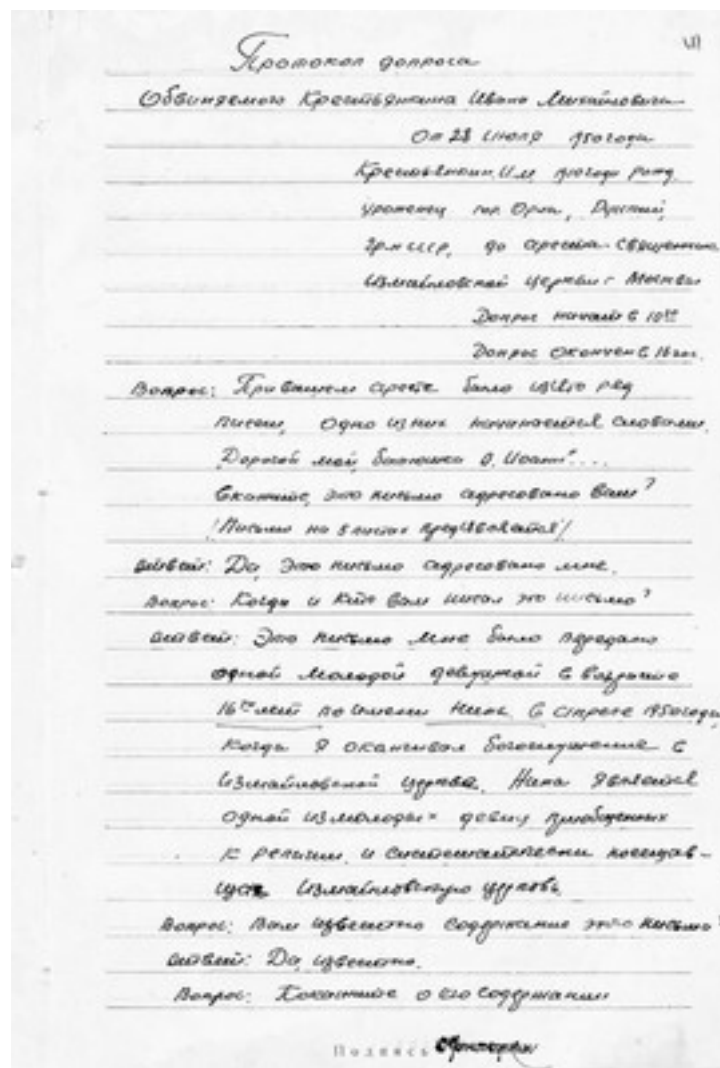 Протокол допроса
Обвиняемого Крестьянкина Ивана Михайловича
От 28 июля 1950 года
Крестьянкин И.М. 1910 года рожд.
уроженец гор. Орла, Русский,
гр-н СССР, до ареста священник
Измайловской церкви г. Москвы
Допрос начат в 10
Допрос окончен в 16 час.
Вопрос: При вашем аресте было изъято ряд
писем, одно из них начинается словами
"Дорогой мой батюшка О. Иоанн"...
Скажите, это письмо адресовано Вам?
/Письмо на 5 листах предъявляется/
Ответ: Да, это письмо адресовано мне.
Вопрос: Когда и кто вам писал это письмо?
Ответ: Это письмо мне было передано
одной молодой девушкой в возрасте
16 лет по имени Нина в апреле 1950 года,
когда я оканчивал богослужение в
Измайловской церкви. Нина является
одной из молодых девиц приобщенных
к религии и систематически посещав-
щих Измайловскую церковь.
Вопрос: Вам известно содержание этого письма?
Ответ: Да, известно.
Вопрос: Покажите о его содержании
Подпись